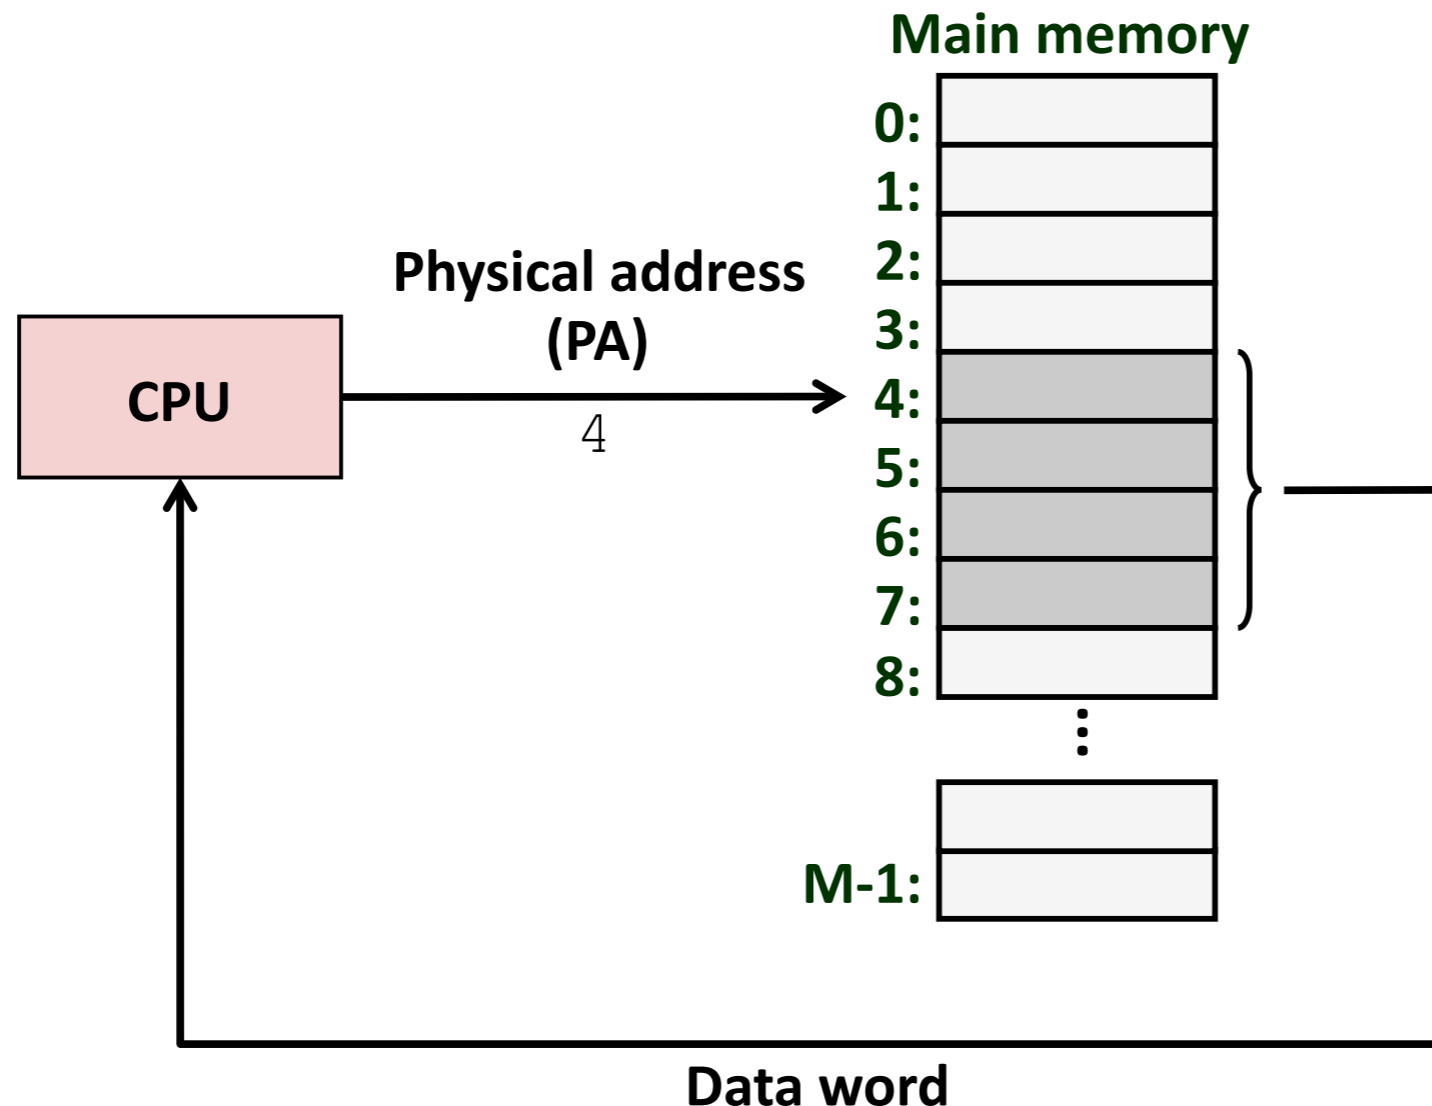 Main memory
0:
1:
2:
Physical address
(PA)
3:
CPU
4
4:
5:
6:
7:
8:
⋮
M-1:
Data word